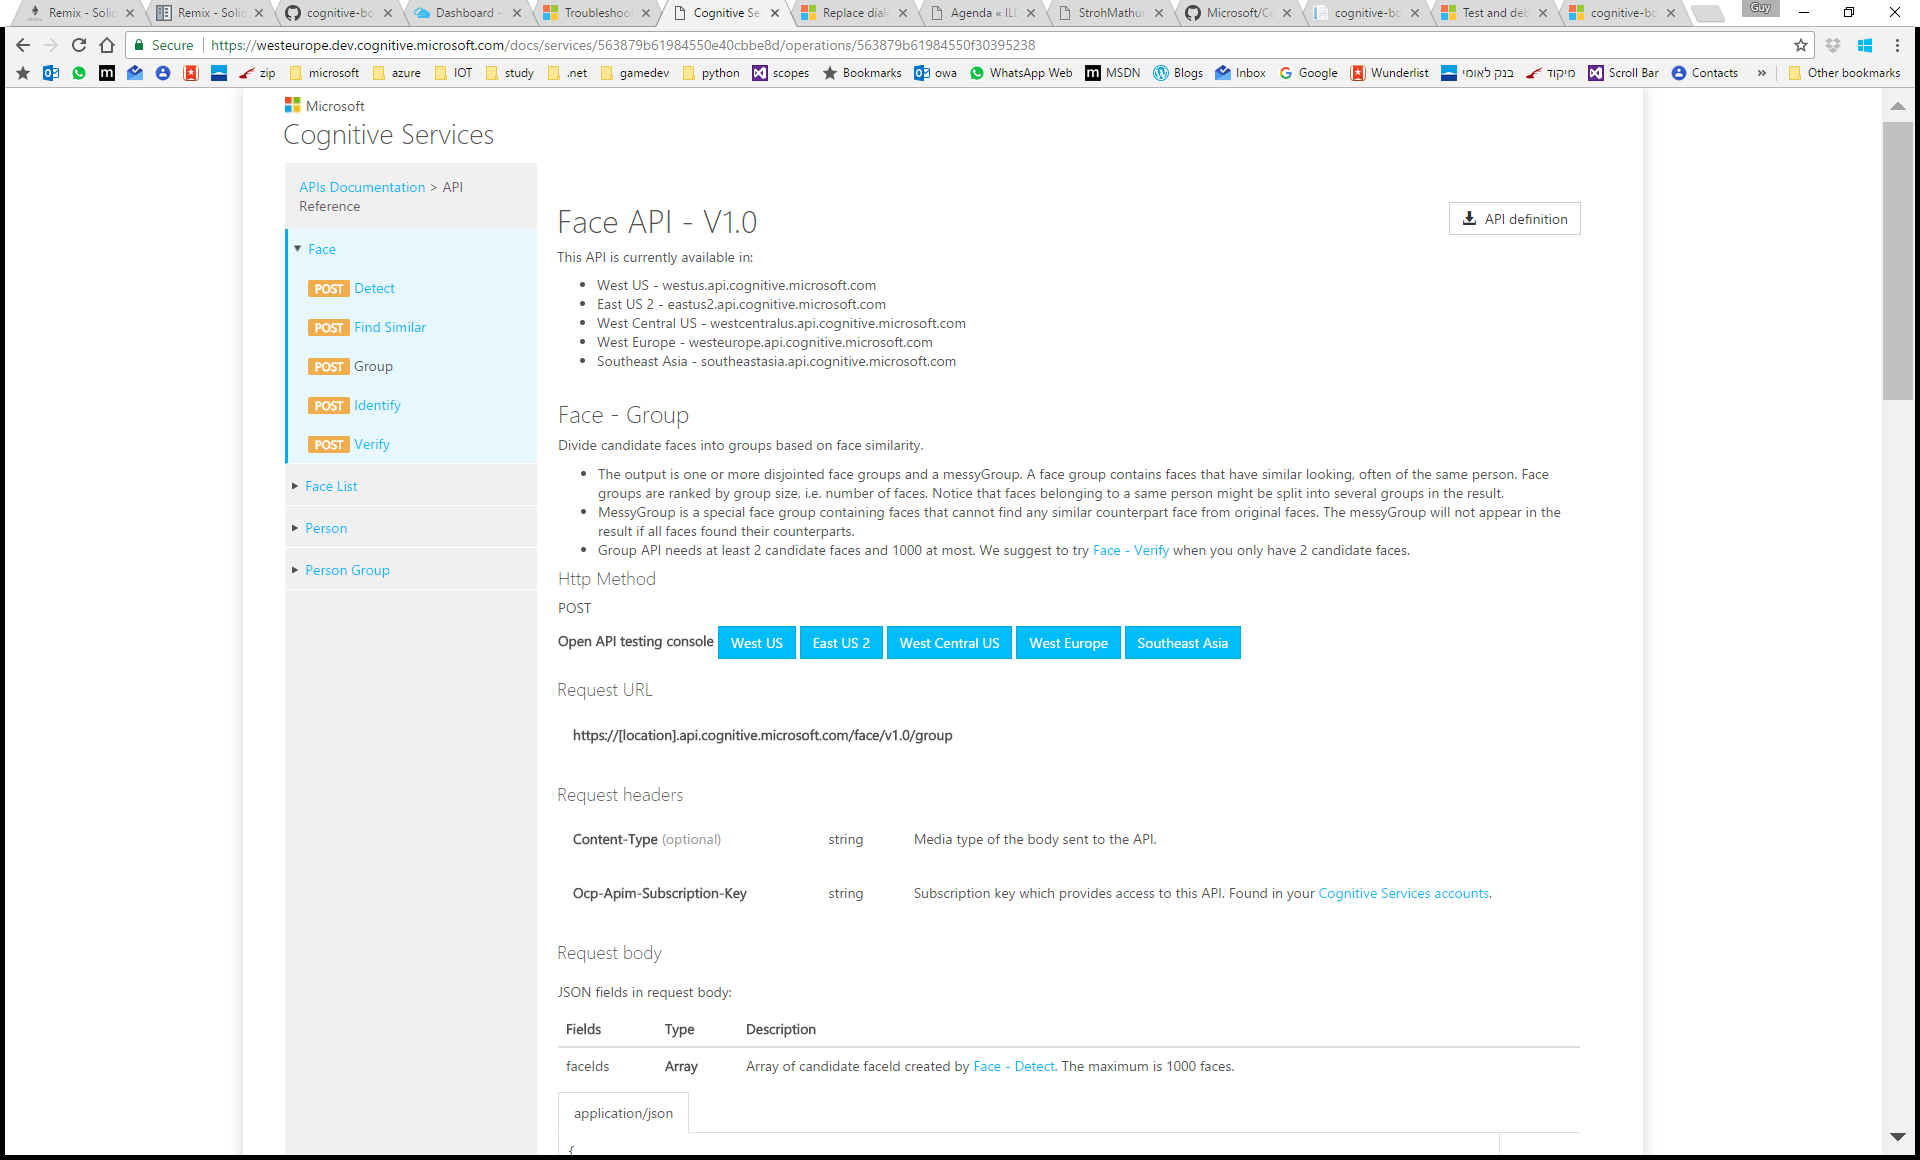 Remix - Solic
Remix - Solic
cognitive-bo
Dashboard -
Troubleshoo
Cognitive Se
Replace dial
Agenda « ILD
StrohMathur
Microsoft/Co
cognitive-bo
Test and deb
cognitive-bo
Guy
Secure
https://westeurope.dev.cognitive.microsoft.com/docs/services/563879b61984550e40cbbe8d/operations/563879b61984550f30395238
zip microsoft azure IOT study .net gamedev python scopes Bookmarks owa WhatsApp Web MSDN Blogs Inbox Google Wunderlist בנק לאומי מיקוד Scroll Bar Contacts » Other bookmarks
Microsoft
Cognitive Services
APIs Documentation > API
Reference
Face
POST Detect
POST Find Similar
POST Group
POST Identify
POST Verify
Face List
Person
Person Group
Face API - V1.0
API definition
This API is currently available in:
• West US - westus.api.cognitive.microsoft.com
• East US 2 - eastus2.api.cognitive.microsoft.com
• West Central US - westcentralus.api.cognitive.microsoft.com
• West Europe - westeurope.api.cognitive.microsoft.com
• Southeast Asia - southeastasia.api.cognitive.microsoft.com
Face - Group
Divide candidate faces into groups based on face similarity.
• The output is one or more disjointed face groups and a messyGroup. A face group contains faces that have similar looking, often of the same person. Face
groups are ranked by group size, i.e. number of faces. Notice that faces belonging to a same person might be split into several groups in the result.
• MessyGroup is a special face group containing faces that cannot find any similar counterpart face from original faces. The messyGroup will not appear in the
result if all faces found their counterparts.
• Group API needs at least 2 candidate faces and 1000 at most. We suggest to try Face - Verify when you only have 2 candidate faces.
Http Method
POST
Open API testing console West US East US 2 West Central US West Europe Southeast Asia
Request URL
https://[location].api.cognitive.microsoft.com/face/v1.0/group
Request headers
Content-Type (optional) string Media type of the body sent to the API.
Ocp-Apim-Subscription-Key string Subscription key which provides access to this API. Found in your Cognitive Services accounts.
Request body
JSON fields in request body:
Fields Type Description
faceIds Array Array of candidate faceId created by Face - Detect. The maximum is 1000 faces.
application/json
{